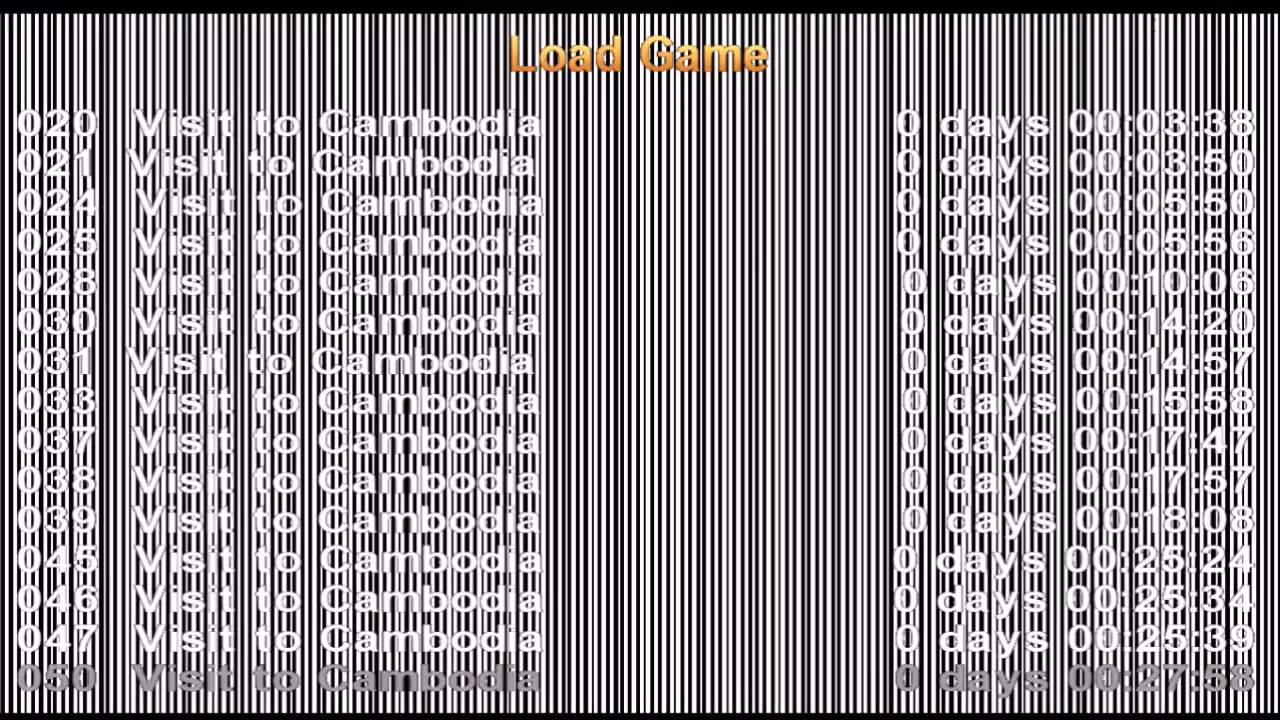 Load Game
020 Visit to Cambodia 0 days 00:03:38
021 Visit to Cambodia 0 days 00:03:50
024 Visit to Cambodia 0 days 00:05:50
025 Visit to Cambodia 0 days 00:05:56
028 Visit to Cambodia 0 days 00:10:06
030 Visit to Cambodia 0 days 00:14:20
031 Visit to Cambodia 0 days 00:14:57
033 Visit to Cambodia 0 days 00:15:58
037 Visit to Cambodia 0 days 00:17:47
038 Visit to Cambodia 0 days 00:17:57
039 Visit to Cambodia 0 days 00:18:08
045 Visit to Cambodia 0 days 00:25:24
046 Visit to Cambodia 0 days 00:25:34
047 Visit to Cambodia 0 days 00:25:39
050 Visit to Cambodia 0 days 00:27:58